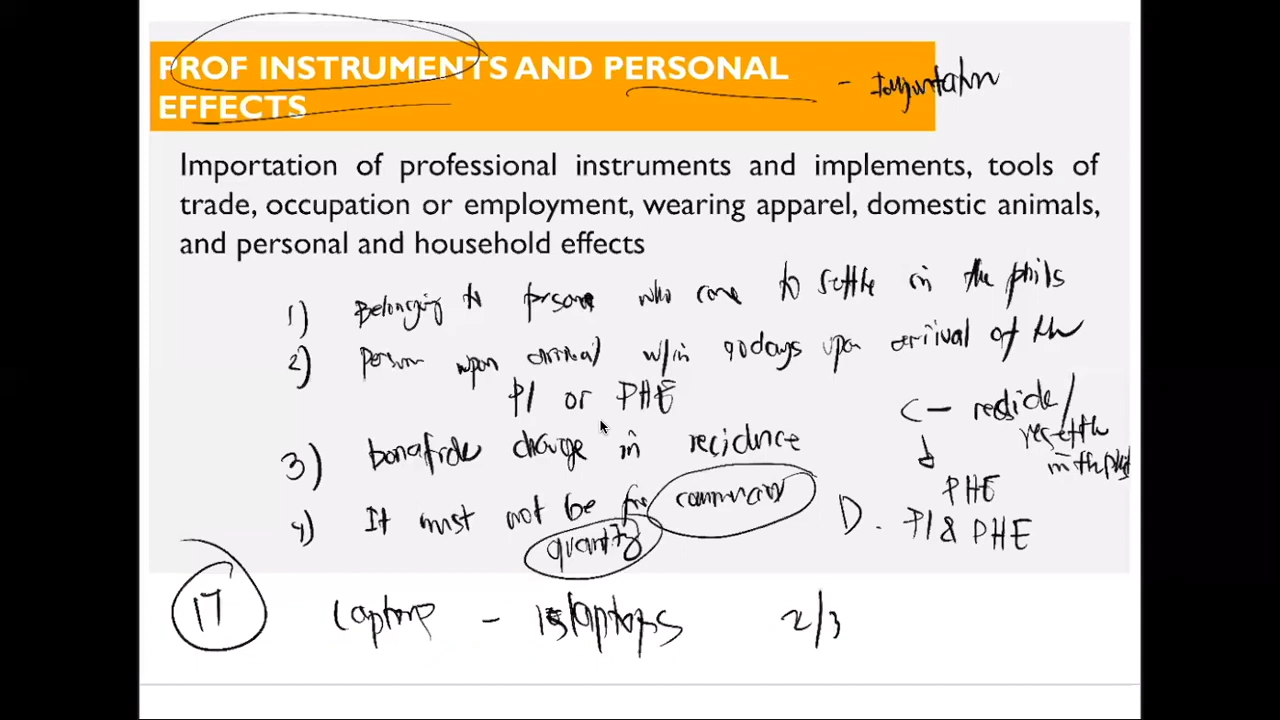 PROF INSTRUMENTS AND PERSONAL
EFFECTS
- Importation
Importation of professional instruments and implements, tools of
trade, occupation or employment, wearing apparel, domestic animals,
and personal and household effects
1) Belonging to persons who come to settle in the phils
2) person upon arrival w/in 90days upon arrival of the
PI or PHE
C - reside/
resettle
in the phil
3) bonafide change in residence
PHE
4) It must not be for commercial
quantity
D. PI & PHE
17 laptops - 15 laptops 2/3